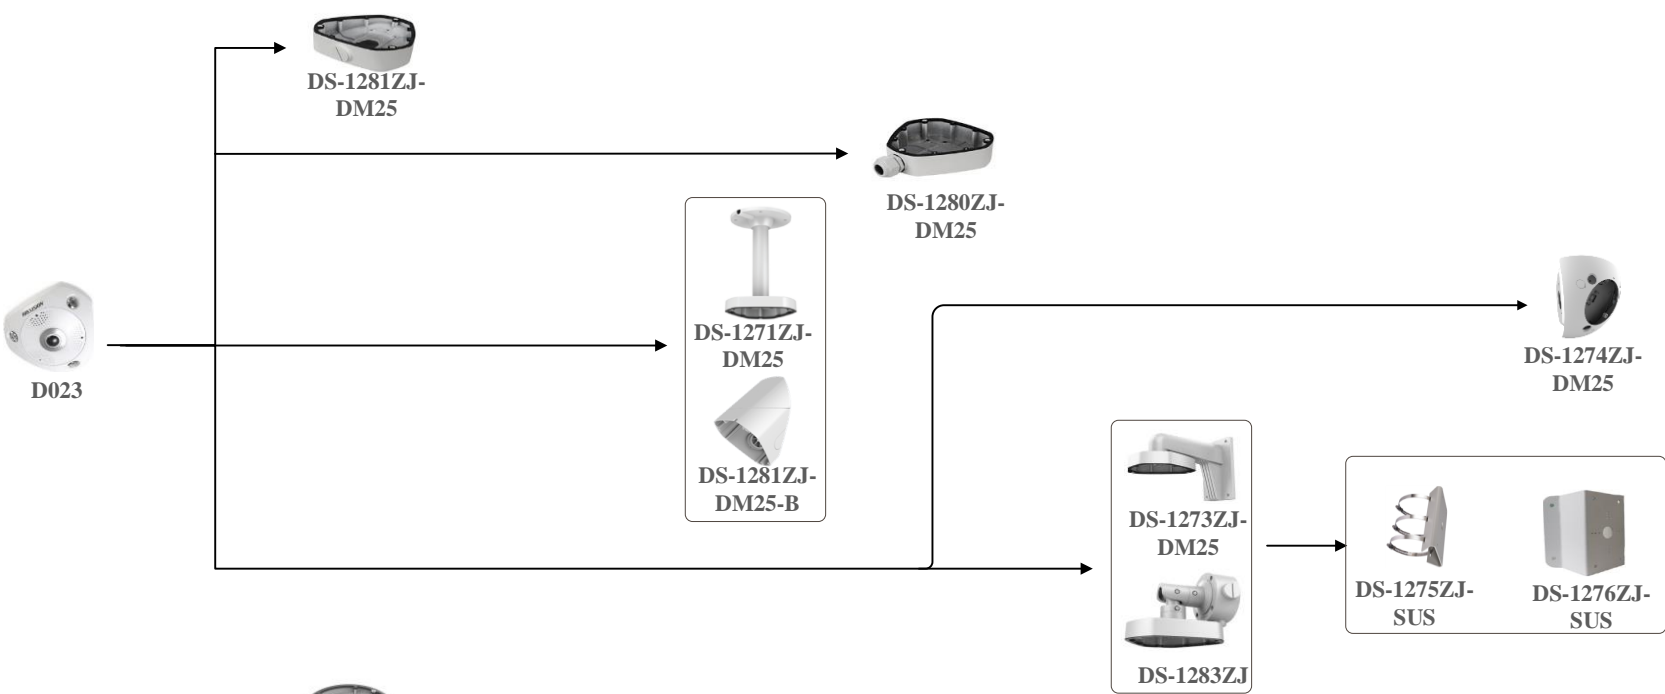 DS-1281ZJ-
DM25
DS-1280ZJ-
DM25
DS-1271ZJ-
DM25
DS-1281ZJ-
DM25-B
DS-1274ZJ-
DM25
HIKVISION
D023
DS-1273ZJ-
DM25
DS-1283ZJ
DS-1275ZJ-
SUS
DS-1276ZJ-
SUS